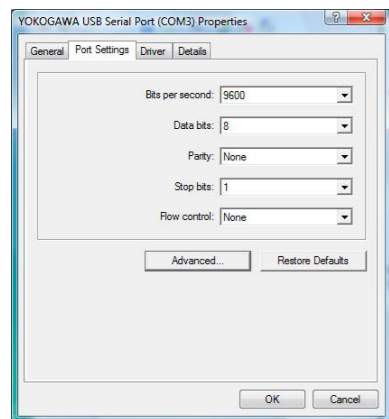 YOKOGAWA USB Serial Port (COM3) Properties
General Port Settings Driver Details
Bits per second: 9600
Data bits: 8
Parity: None
Stop bits: 1
Flow control: None
Advanced... Restore Defaults
OK Cancel